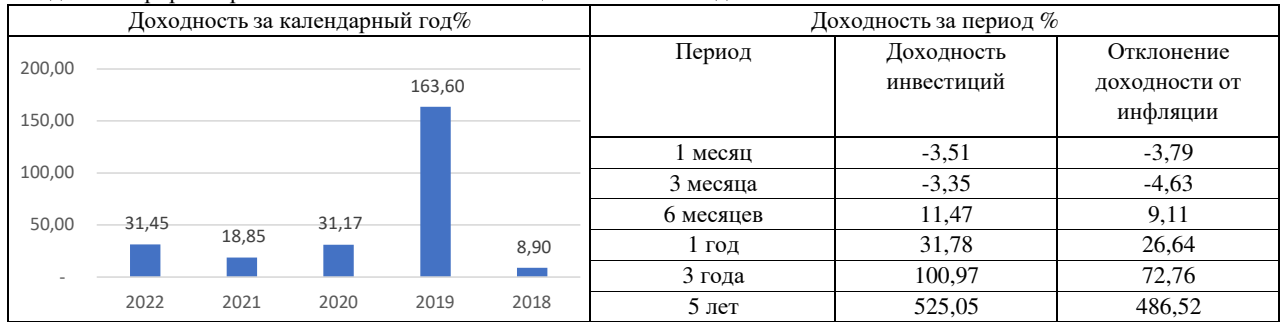 Доходность за календарный год%
200,00
150,00
100,00
50,00
-
31,45
18,85
31,17
163,60
8,90
2022 2021 2020 2019 2018
Доходность за период %
Период Доходность инвестиций Отклонение доходности от инфляции
1 месяц -3,51 -3,79
3 месяца -3,35 -4,63
6 месяцев 11,47 9,11
1 год 31,78 26,64
3 года 100,97 72,76
5 лет 525,05 486,52